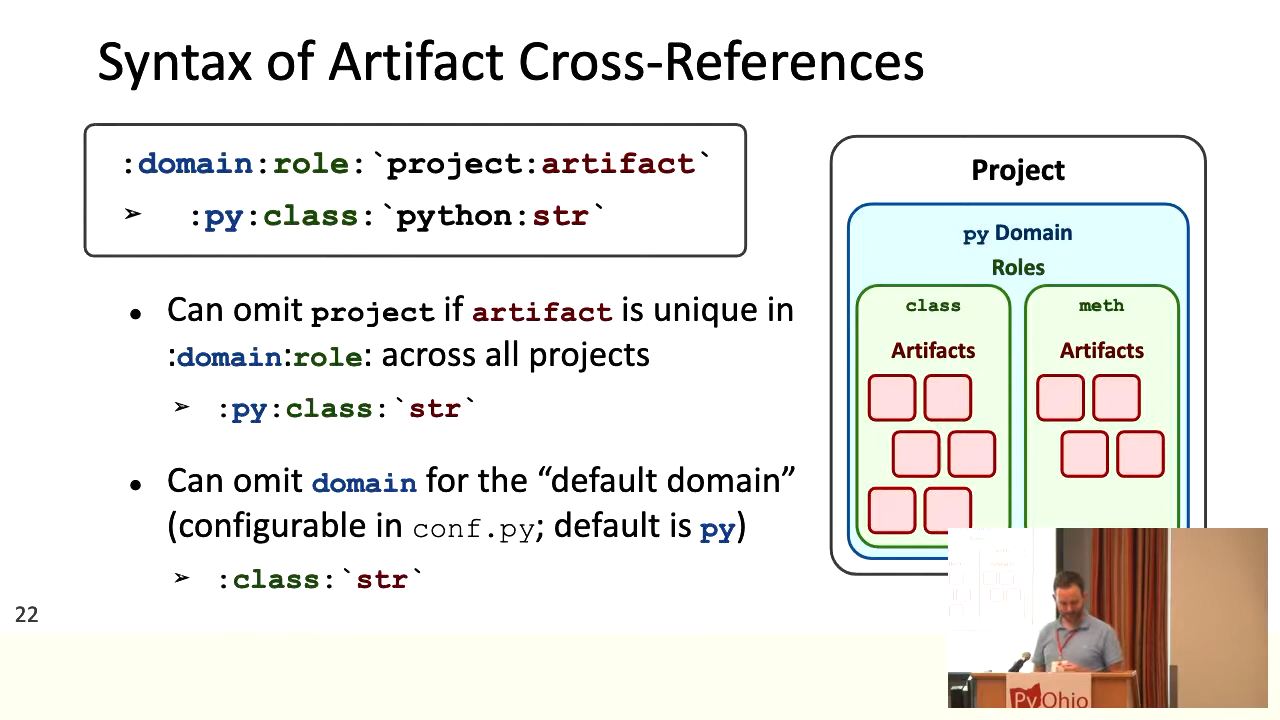 Syntax of Artifact Cross-References
:domain:role:`project:artifact`
➢ :py:class:`python:str`
● Can omit project if artifact is unique in
:domain:role: across all projects
➢ :py:class:`str`
● Can omit domain for the “default domain”
(configurable in conf.py; default is py)
➢ :class:`str`
22
Project
py Domain
Roles
class
Artifacts
meth
Artifacts
PyOhio